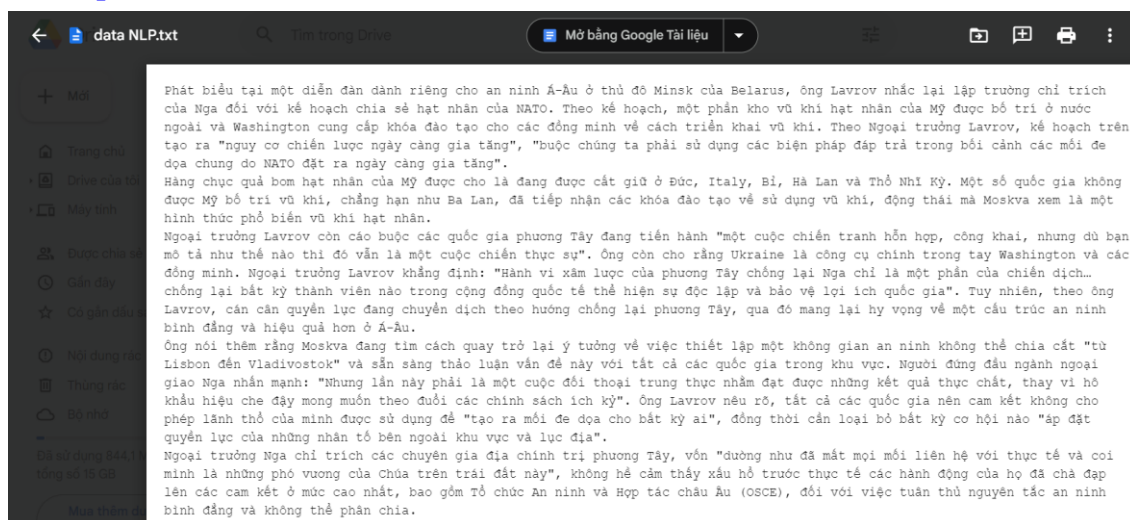 data NLP.txt
Tìm trong Drive
Mở bằng Google Tài liệu
Mới
Trang chủ
Drive của tôi
Máy tính
Được chia sẻ
Gần đây
Có gắn dấu
Nội dung rác
Thùng rác
Bộ nhớ
Đã sử dụng 844,1
tổng số 15 GB
Mua thêm
Phát biểu tại một diễn đàn dành riêng cho an ninh Á-Âu ở thủ đô Minsk của Belarus, ông Lavrov nhắc lại lập trường chỉ trích
của Nga đối với kế hoạch chia sẻ hạt nhân của NATO. Theo kế hoạch, một phần kho vũ khí hạt nhân của Mỹ được bố trí ở nước
ngoài và Washington cung cấp khóa đào tạo cho các đồng minh về cách triển khai vũ khí. Theo Ngoại trưởng Lavrov, kế hoạch trên
tạo ra "nguy cơ chiến lược ngày càng gia tăng", "buộc chúng ta phải sử dụng các biện pháp đáp trả trong bối cảnh các mối đe
dọa chung do NATO đặt ra ngày càng gia tăng".
Hàng chục quả bom hạt nhân của Mỹ được cho là đang được cất giữ ở Đức, Italy, Bỉ, Hà Lan và Thổ Nhĩ Kỳ. Một số quốc gia không
được Mỹ bố trí vũ khí, chẳng hạn như Ba Lan, đã tiếp nhận các khóa đào tạo về sử dụng vũ khí, động thái mà Moskva xem là một
hình thức phổ biến vũ khí hạt nhân.
Ngoại trưởng Lavrov còn cáo buộc các quốc gia phương Tây đang tiến hành "một cuộc chiến tranh hỗn hợp, công khai, nhưng dù bạn
mô tả như thế nào thì đó vẫn là một cuộc chiến thực sự". Ông còn cho rằng Ukraine là công cụ chính trong tay Washington và các
đồng minh. Ngoại trưởng Lavrov khẳng định: "Hành vi xâm lược của phương Tây chống lại Nga chỉ là một phần của chiến dịch…
chống lại bất kỳ thành viên nào trong cộng đồng quốc tế thể hiện sự độc lập và bảo vệ lợi ích quốc gia". Tuy nhiên, theo ông
Lavrov, cán cân quyền lực đang chuyển dịch theo hướng chống lại phương Tây, qua đó mang lại hy vọng về một cấu trúc an ninh
bình đẳng và hiệu quả hơn ở Á-Âu.
Ông nói thêm rằng Moskva đang tìm cách quay trở lại ý tưởng về việc thiết lập một không gian an ninh không thể chia cắt "từ
Lisbon đến Vladivostok" và sẵn sàng thảo luận vấn đề này với tất cả các quốc gia trong khu vực. Người đứng đầu ngành ngoại
giao Nga nhấn mạnh: "Nhưng lần này phải là một cuộc đối thoại trung thực nhằm đạt được những kết quả thực chất, thay vì hô
khẩu hiệu che đậy mong muốn theo đuổi các chính sách ích kỷ". Ông Lavrov nêu rõ, tất cả các quốc gia nên cam kết không cho
phép lãnh thổ của mình được sử dụng để "tạo ra mối đe dọa cho bất kỳ ai", đồng thời cần loại bỏ bất kỳ cơ hội nào "áp đặt
quyền lực của những nhân tố bên ngoài khu vực và lục địa".
Ngoại trưởng Nga chỉ trích các chuyên gia địa chính trị phương Tây, vốn "dường như đã mất mọi mối liên hệ với thực tế và coi
mình là những phó vương của Chúa trên trái đất này", không hề cảm thấy xấu hổ trước thực tế các hành động của họ đã chà đạp
lên các cam kết ở mức cao nhất, bao gồm Tổ chức An ninh và Hợp tác châu Âu (OSCE), đối với việc tuân thủ nguyên tắc an ninh
bình đẳng và không thể phân chia.